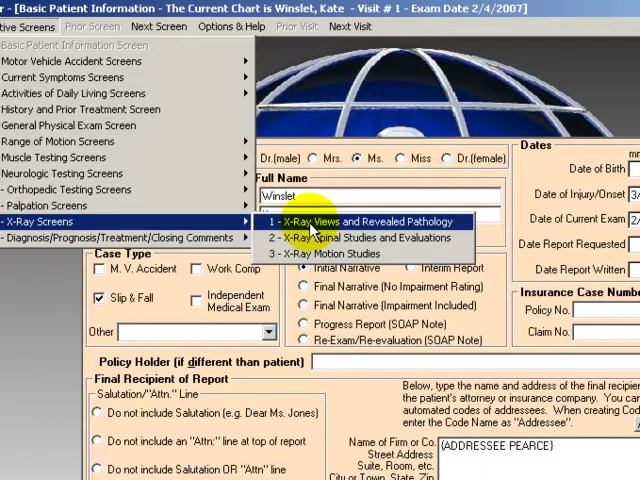 r - [Basic Patient Information - The Current Chart is Winslet, Kate - Visit # 1 - Exam Date 2/4/2007]
tive Screens Prior Screen Next Screen Options & Help Prior Visit Next Visit
Basic Patient Information Screen
Motor Vehicle Accident Screens
Current Symptoms Screens
Activities of Daily Living Screens
History and Prior Treatment Screen
General Physical Exam Screen
Range of Motion Screens
Muscle Testing Screens
Neurologic Testing Screens
- Orthopedic Testing Screens
- Palpation Screens
- X-Ray Screens
- Diagnosis/Prognosis/Treatment/Closing Comments
1 - X-Ray Views and Revealed Pathology
2 - X-Ray Spinal Studies and Evaluations
3 - X-Ray Motion Studies
Dr.(male) Mrs. Ms. Miss Dr.(female)
Full Name
Winslet
Dates
mm
Date of Birth
Date of Injury/Onset 3/
Date of Current Exam 2/
Date Report Requested
Date Report Written
Case Type
M. V. Accident Work Comp
Slip & Fall Independent
Medical Exam
Other
Initial Narrative Interim Report
Final Narrative (No Impairment Rating)
Final Narrative (Impairment Included)
Progress Report (SOAP Note)
Re-Exam/Re-evaluation (SOAP Note)
Insurance Case Number
Policy No.
Claim No.
Policy Holder (if different than patient)
Final Recipient of Report
Salutation/"Attn." Line
Do not include Salutation (e.g. Dear Ms. Jones)
Do not include an "Attn:" line at top of report
Do not include Salutation OR "Attn" line
Below, type the name and address of the final recipien
the patient's attorney or insurance company. You can
automated codes of addressees. When creating Cod
enter the Code Name as "Addressee".
Name of Firm or Co.
Street Address
Suite, Room, etc.
City or Town, State, Zip
{ADDRESSEE PEARCE}